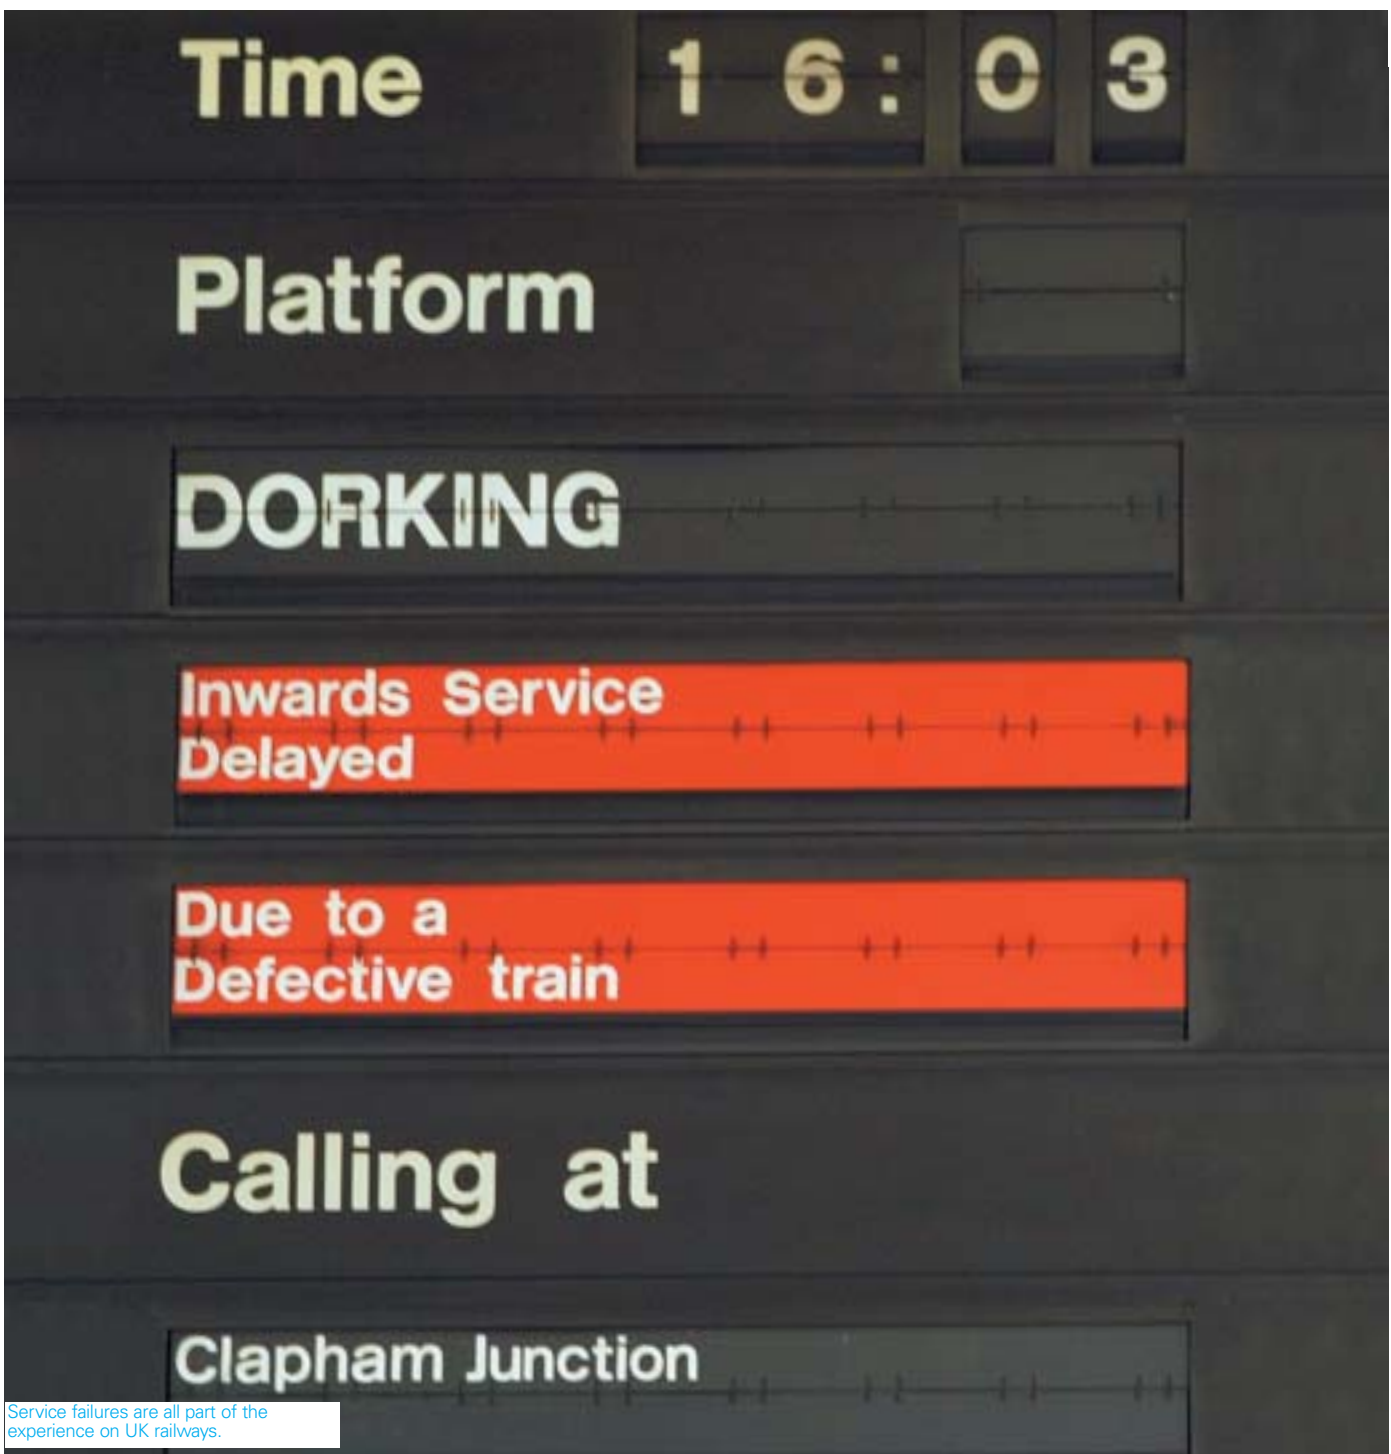 Time 16:03
Platform
DORKING
Inwards Service
Delayed
Due to a
Defective train
Calling at
Clapham Junction
Service failures are all part of the
experience on UK railways.